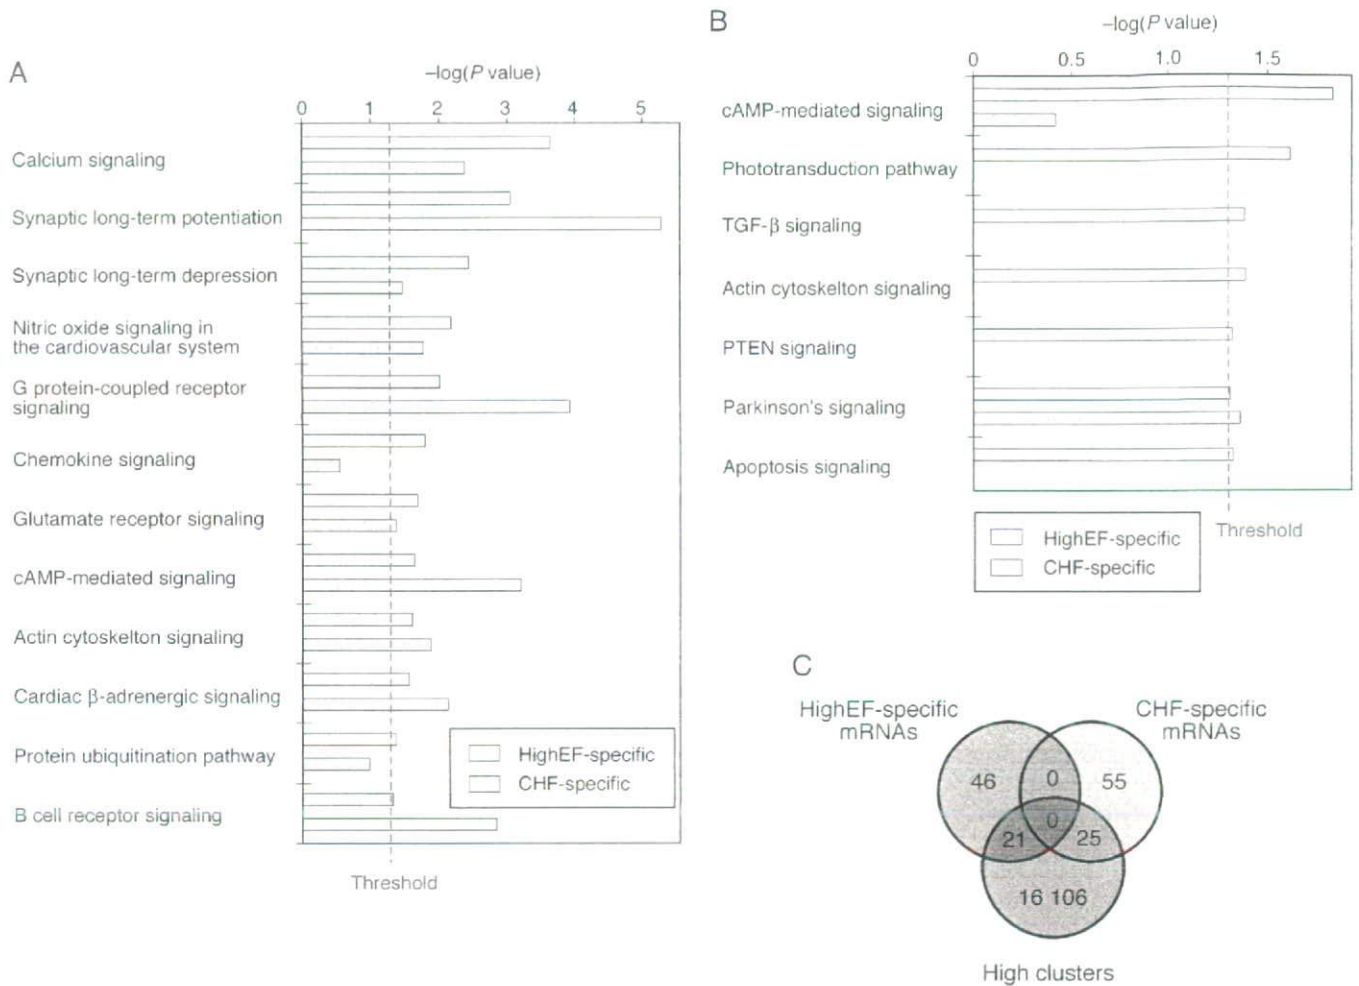 A
–log(P value)
0 1 2 3 4 5
Calcium signaling
Synaptic long-term potentiation
Synaptic long-term depression
Nitric oxide signaling in
the cardiovascular system
G protein-coupled receptor
signaling
Chemokine signaling
Glutamate receptor signaling
cAMP-mediated signaling
Actin cytoskelton signaling
Cardiac β-adrenergic signaling
Protein ubiquitination pathway
B cell receptor signaling
HighEF-specific
CHF-specific
Threshold
B
–log(P value)
0 0.5 1.0 1.5
cAMP-mediated signaling
Phototransduction pathway
TGF-β signaling
Actin cytoskelton signaling
PTEN signaling
Parkinson's signaling
Apoptosis signaling
Threshold
HighEF-specific
CHF-specific
C
HighEF-specific
mRNAs
CHF-specific
mRNAs
46 0 55
0
21 25
16 106
High clusters